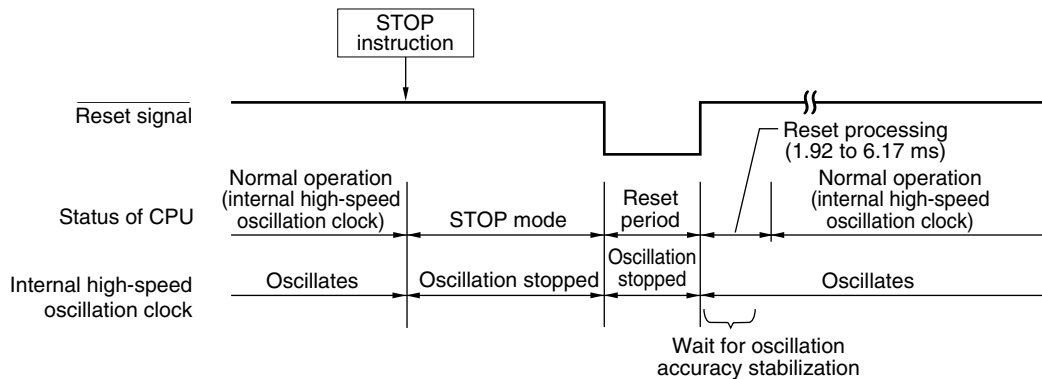 STOP
instruction
Reset signal
Reset processing
(1.92 to 6.17 ms)
Status of CPU
Normal operation
(internal high-speed
oscillation clock)
STOP mode
Reset
period
Normal operation
(internal high-speed
oscillation clock)
Internal high-speed
oscillation clock
Oscillates
Oscillation stopped
Oscillation
stopped
Oscillates
Wait for oscillation
accuracy stabilization